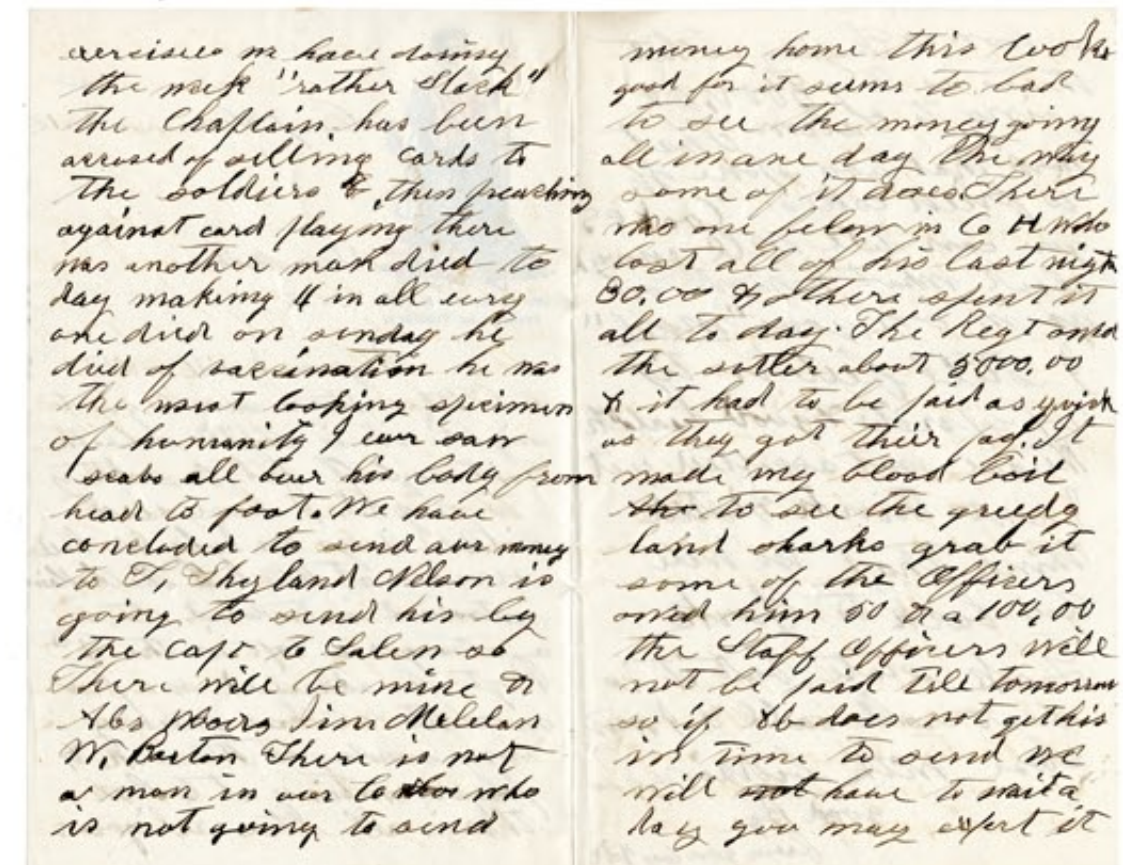 exercises we have during
the week "rather Slack"
the Chaplain, has been
accused of selling cards to
the soldiers & then preaching
against card playing there
was another man died to
day making 4 in all
one died on sunday he
died of vaccination he was
the worst looking specimen
of humanity I ever saw
scabs all over his body from
head to foot. We have
concluded to send our money
to Nelson is
going to send his by
the Capt to Salem so
There will be mine &
Abs Jim
W. Barton There is not
a man in our Co who
is not going to send
money home this
good for it seems to bad
to see the money going
all in one day the way
some of it does. There
was one felow in Co H who
lost all of his last night
30.00 & others spent it
all to day. The Regt owed
the sutler about 5000.00
& it had to be paid as quick
as they got their pay. It
made my blood boil
to see the greedy
land sharks grab it
some of the Officers
owed him 50 & a 100,00
the Staff Officers will
not be paid till tomorrow
so if Ab does not get his
in time to send we
will not have to wait a
day you may expect it